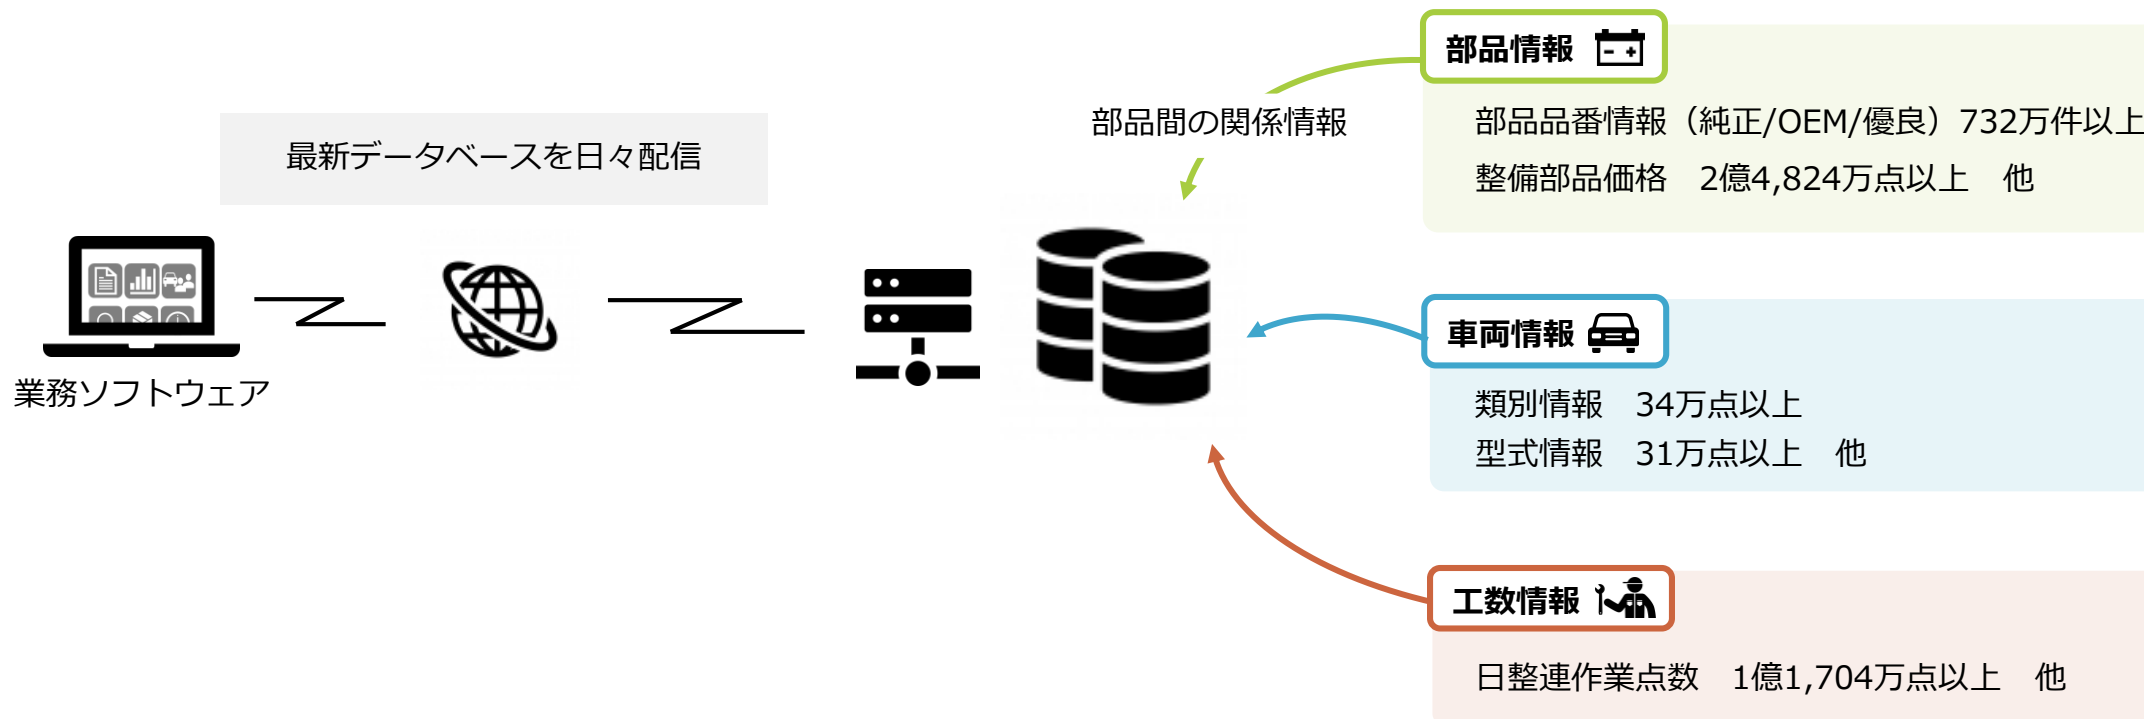 部品情報
部品間の関係情報
部品品番情報（純正/OEM/優良）732万件以上
整備部品価格　2億4,824万点以上　他
最新データベースを日々配信
車両情報
業務ソフトウェア
類別情報　34万点以上
型式情報　31万点以上　他
工数情報
日整連作業点数　1億1,704万点以上　他